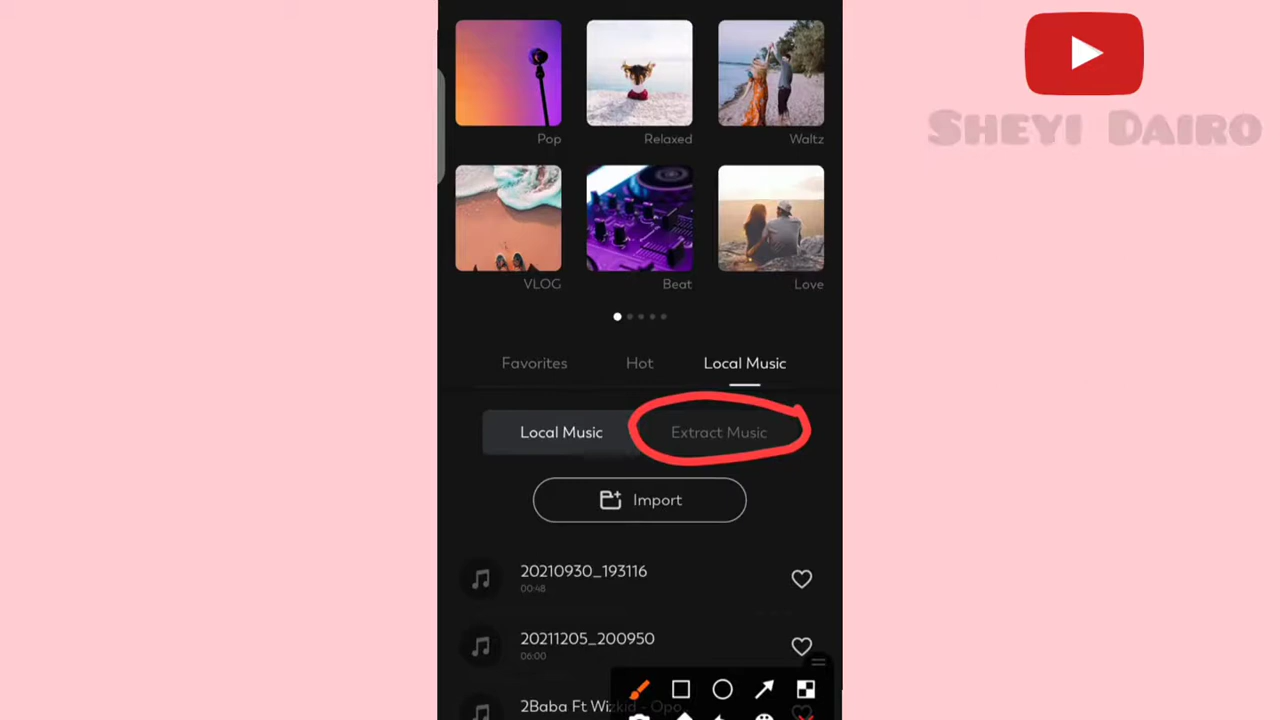 SHEYI DAIRO
Pop
Relaxed
Waltz
VLOG
Beat
Love
Favorites
Hot
Local Music
Local Music
Extract Music
Import
20210930_193116
00:48
20211205_200950
06:00
2Baba Ft Wizkid - Opo...